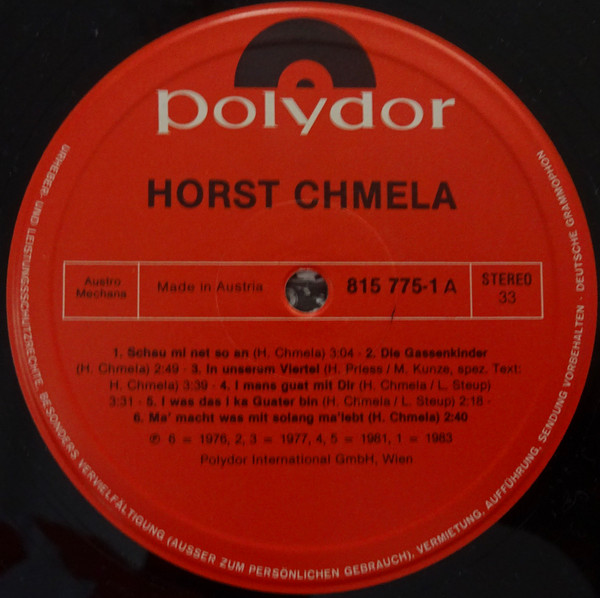 polydor
HORST CHMELA
Austro
Mechana
Made in Austria
815 775-1 A
STEREO
33
1. Schau mi net so an (H. Chmela) 3:04 · 2. Die Gassenkinder
(H. Chmela) 2:49 · 3. In unserum Viertel (H. Priess / M. Kunze, spez. Text:
H. Chmela) 3:39 · 4. I mans guat mit Dir (H. Chmela / L. Steup)
3:31 · 5. I was das i ka Guater bin (H. Chmela / L. Steup) 2:18 ·
6. Ma' macht was mit solang ma'lebt (H. Chmela) 2:40
℗ 6 = 1976, 2, 3 = 1977, 4, 5 = 1981, 1 = 1983
Polydor International GmbH, Wien
URHEBER- UND LEISTUNGSSCHUTZRECHTE, BESONDERS VERVIELFÄLTIGUNG (AUSSER ZUM PERSÖNLICHEN GEBRAUCH), VERMIETUNG, AUFFÜHRUNG, SENDUNG VORBEHALTEN · DEUTSCHE GRAMMOPHON